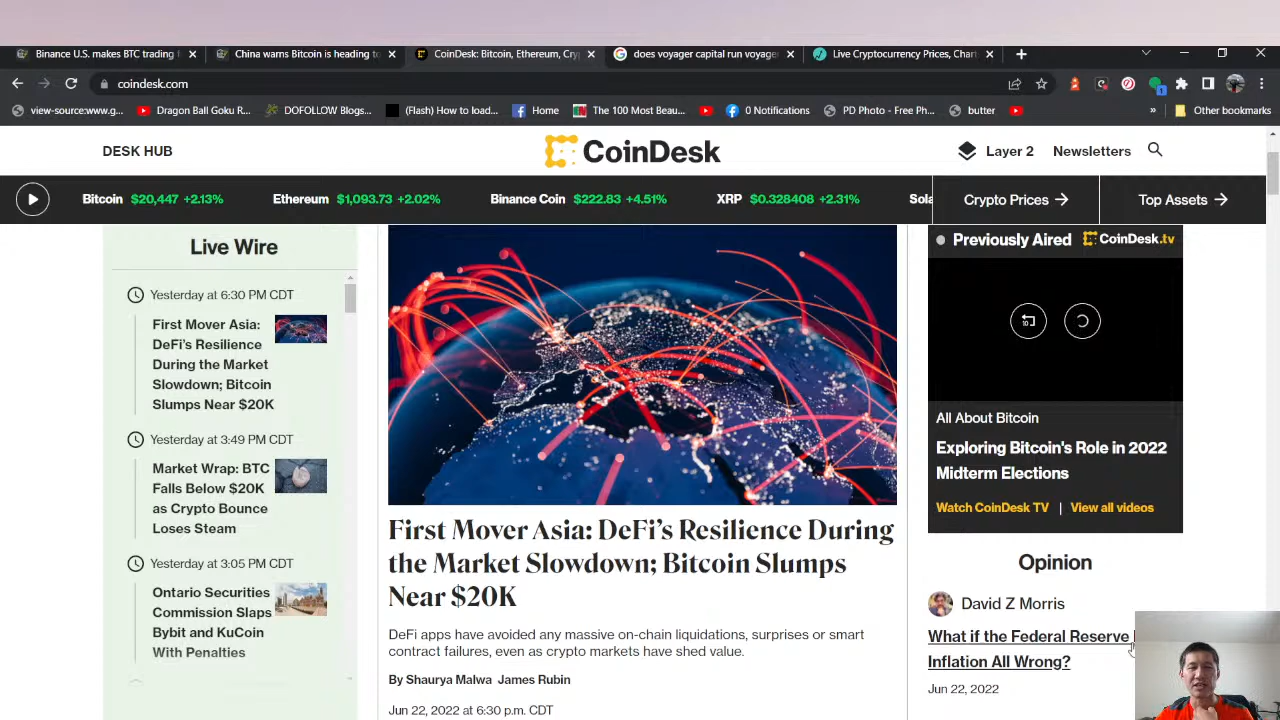 Binance U.S. makes BTC trading f
China warns Bitcoin is heading to
CoinDesk: Bitcoin, Ethereum, Cry
does voyager capital run voyage
Live Cryptocurrency Prices, Chart
coindesk.com
view-source:www.g...
Dragon Ball Goku R...
DOFOLLOW Blogs...
(Flash) How to load...
Home
The 100 Most Beau...
0 Notifications
PD Photo - Free Ph...
butter
»
Other bookmarks
DESK HUB
CoinDesk
Layer 2
Newsletters
Bitcoin $20,447 +2.13%
Ethereum $1,093.73 +2.02%
Binance Coin $222.83 +4.51%
XRP $0.328408 +2.31%
Sola
Crypto Prices →
Top Assets →
Live Wire
Yesterday at 6:30 PM CDT
First Mover Asia:
DeFi's Resilience
During the Market
Slowdown; Bitcoin
Slumps Near $20K
Yesterday at 3:49 PM CDT
Market Wrap: BTC
Falls Below $20K
as Crypto Bounce
Loses Steam
Yesterday at 3:05 PM CDT
Ontario Securities
Commission Slaps
Bybit and KuCoin
With Penalties
First Mover Asia: DeFi's Resilience During
the Market Slowdown; Bitcoin Slumps
Near $20K
DeFi apps have avoided any massive on-chain liquidations, surprises or smart
contract failures, even as crypto markets have shed value.
By Shaurya Malwa James Rubin
Jun 22, 2022 at 6:30 p.m. CDT
Previously Aired
CoinDesk.tv
10
All About Bitcoin
Exploring Bitcoin's Role in 2022
Midterm Elections
Watch CoinDesk TV | View all videos
Opinion
David Z Morris
What if the Federal Reserve
Inflation All Wrong?
Jun 22, 2022